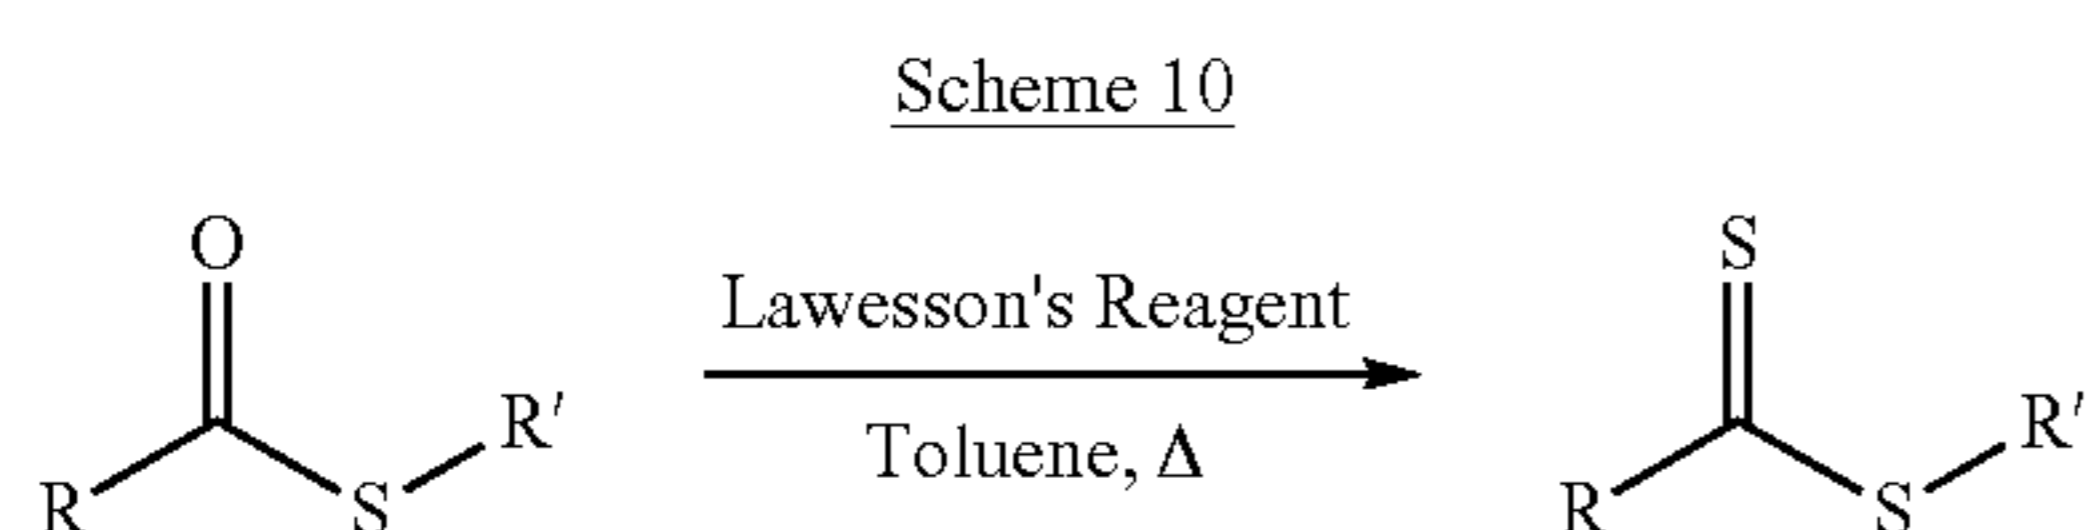 Scheme 10
O
S
Lawesson's Reagent
R'
R'
Toluene, Δ
R
S
R
S